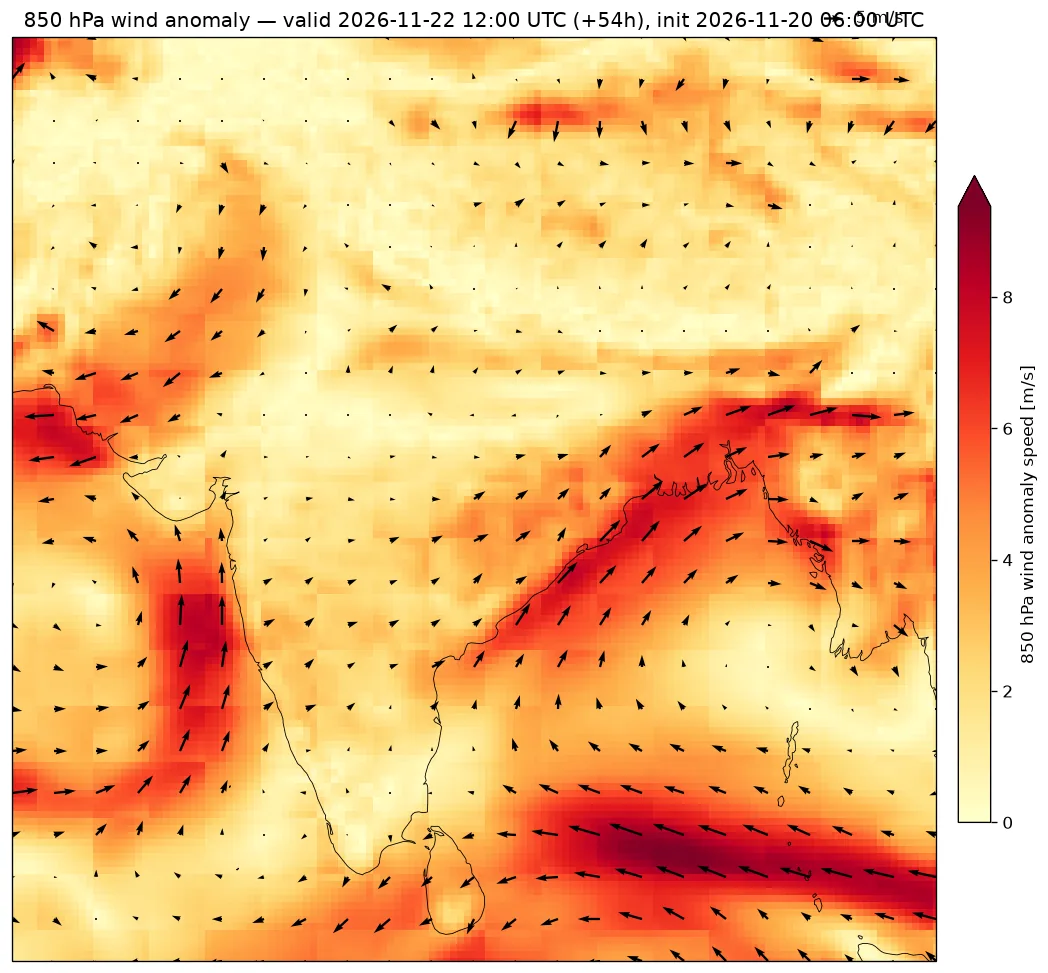 850 hPa wind anomaly — valid 2026-11-22 12:00 UTC (+54h), init 2026-11-20 06:00 UTC
5 m/s
8
6
4
2
0
850 hPa wind anomaly speed [m/s]